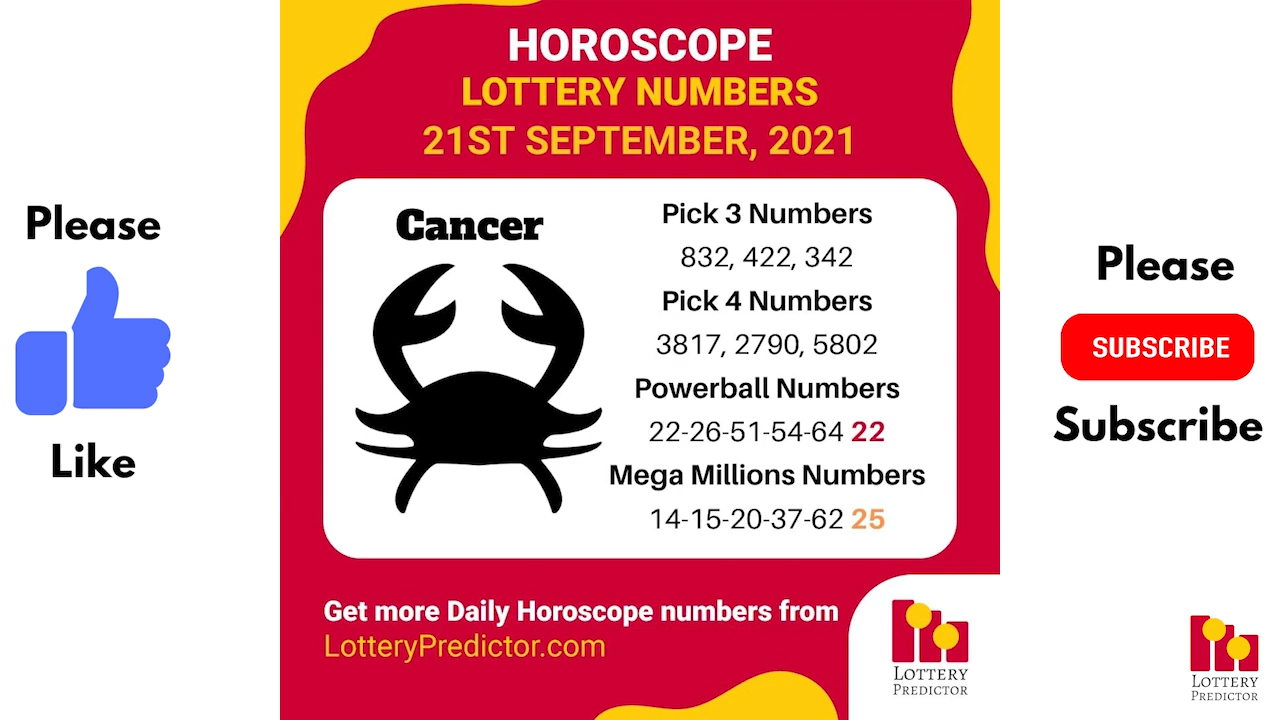 Please
Like
HOROSCOPE
LOTTERY NUMBERS
21ST SEPTEMBER, 2021
Cancer
Pick 3 Numbers
832, 422, 342
Pick 4 Numbers
3817, 2790, 5802
Powerball Numbers
22-26-51-54-64 22
Mega Millions Numbers
14-15-20-37-62 25
Get more Daily Horoscope numbers from
LotteryPredictor.com
LOTTERY
PREDICTOR
Please
SUBSCRIBE
Subscribe
LOTTERY
PREDICTOR